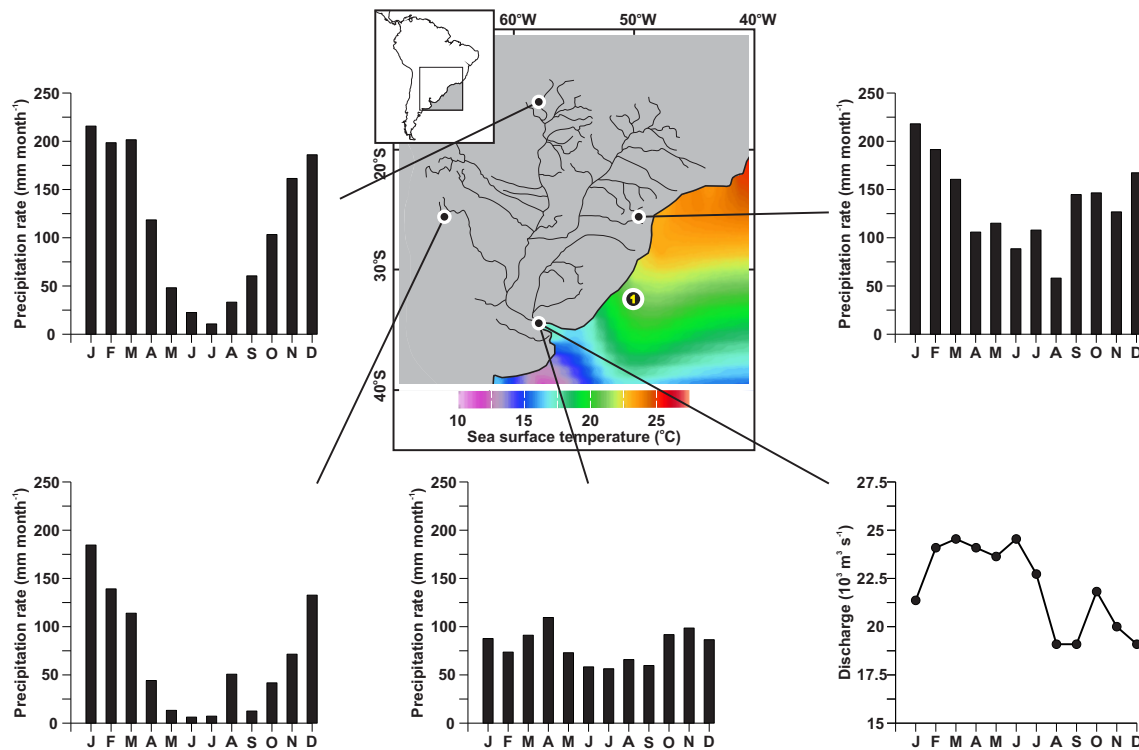 60°W 50°W 40°W
20°S
30°S
40°S
1
10 15 20 25
Sea surface temperature (°C)
Precipitation rate (mm month⁻¹)
250
200
150
100
50
0
J F M A M J J A S O N D
Precipitation rate (mm month⁻¹)
250
200
150
100
50
0
J F M A M J J A S O N D
Precipitation rate (mm month⁻¹)
250
200
150
100
50
0
J F M A M J J A S O N D
Precipitation rate (mm month⁻¹)
250
200
150
100
50
0
J F M A M J J A S O N D
Discharge (10³ m³ s⁻¹)
27.5
25
22.5
20
17.5
15
J F M A M J J A S O N D